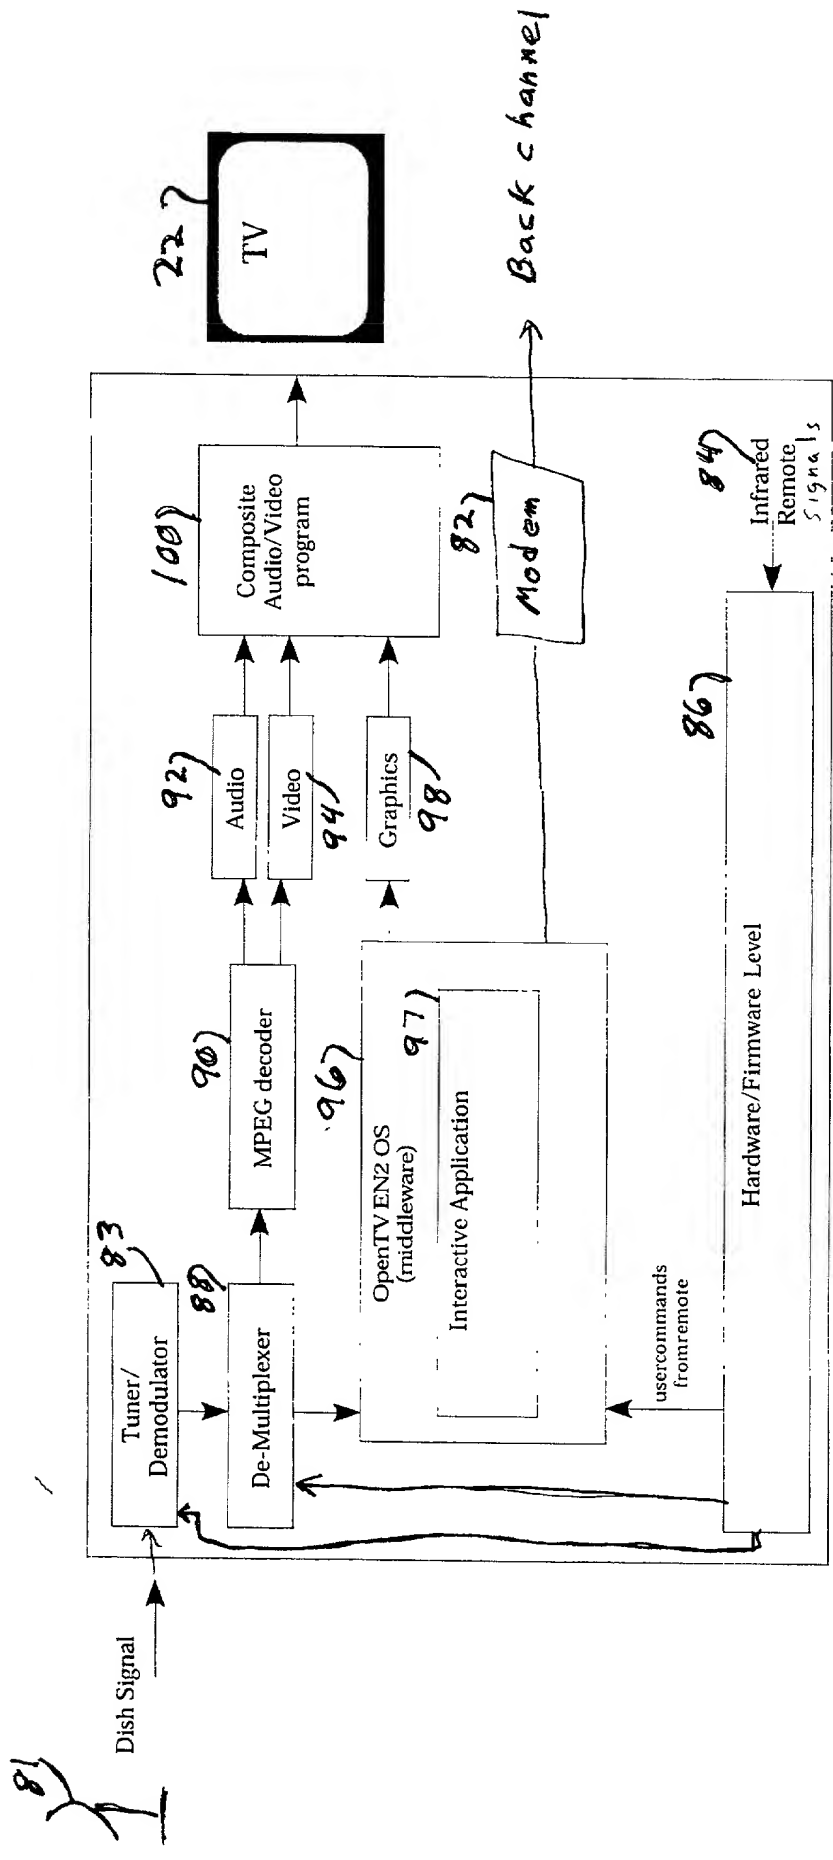 81
Dish Signal
83
Tuner/
Demodulator
88
De-Multiplexer
90
MPEG decoder
92
Audio
Video
94
100
Composite
Audio/Video
program
22
TV
96
OpenTV EN2 OS
(middleware)
97
Interactive Application
Graphics
98
82
Modem
Back channel
usercommands
fromremote
86
Hardware/Firmware Level
84
Infrared
Remote
Signals